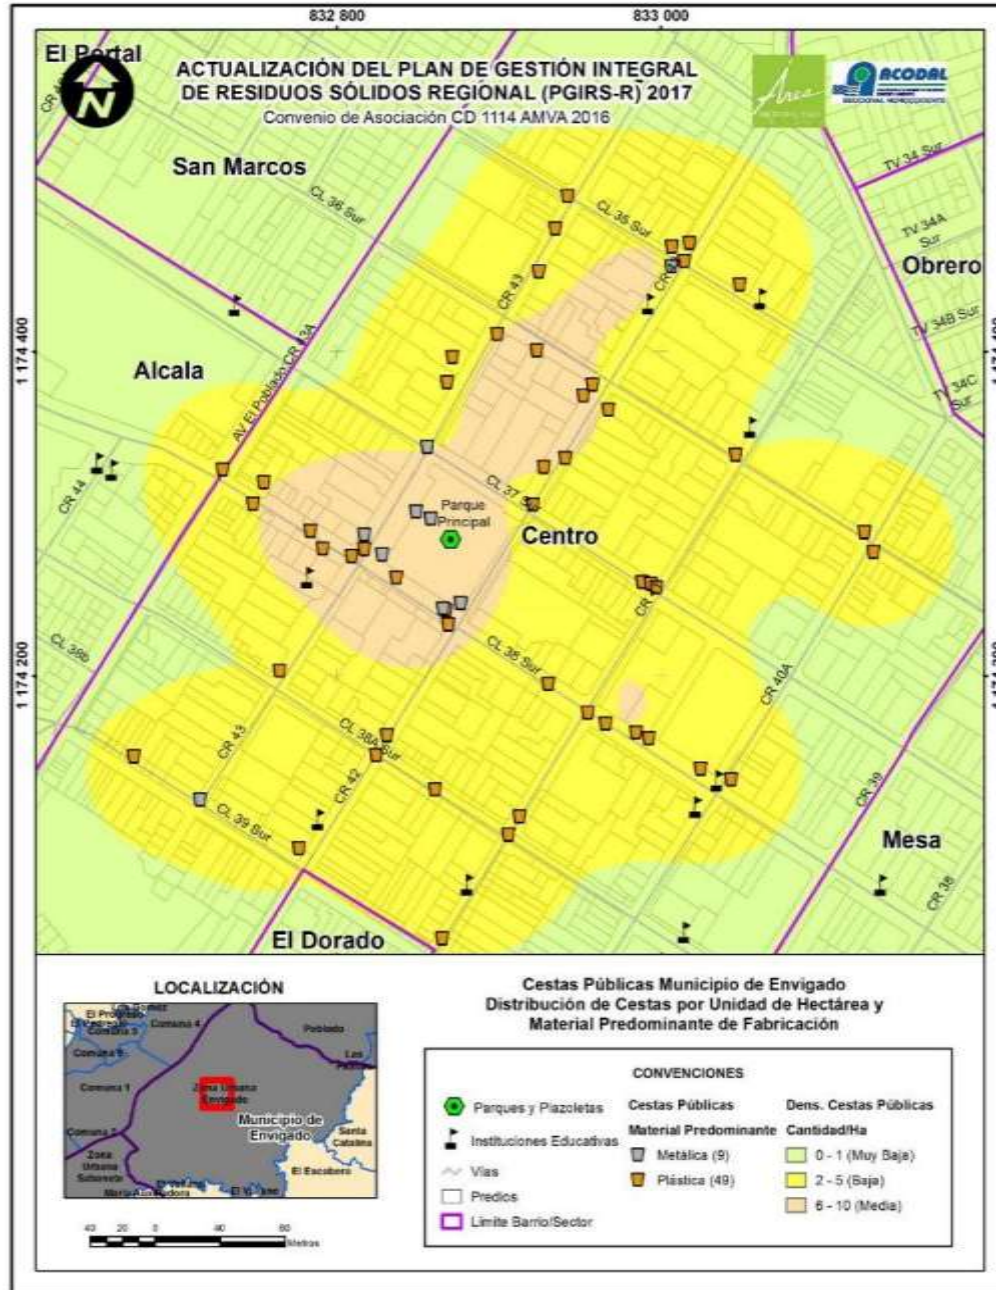 832 800
833 000
El Portal
ACTUALIZACIÓN DEL PLAN DE GESTIÓN INTEGRAL
DE RESIDUOS SÓLIDOS REGIONAL (PGIRS-R) 2017
Convenio de Asociación CD 1114 AMVA 2016
N
ACODAL
San Marcos
CL 36 Sur
CL 35 Sur
TV 34 Sur
TV 34A
Sur
Obrero
CR 43
TV 34B Sur
1 174 400
Alcala
AV El Poblado CR 43A
TV 34C
Sur
CR 44
CL 37
Parque
Principal
Centro
CL 38b
CL 38 Sur
1 174 200
CR 40A
CR 43
CL 38A Sur
CR 42
CR 39
CL 39 Sur
Mesa
CR 38
El Dorado
LOCALIZACIÓN
Comuna 4
Poblado
Comuna 1
Zona Urbana
Envigado
Municipio de
Envigado
Santa
Catalina
Zona
Urbana
Sabaneta
El Escobero
María Auxiliadora
40 20 0 40 80
Metros
Cestas Públicas Municipio de Envigado
Distribución de Cestas por Unidad de Hectárea y
Material Predominante de Fabricación
CONVENCIONES
Parques y Plazoletas
Instituciones Educativas
Vías
Predios
Límite Barrio/Sector
Cestas Públicas
Material Predominante
Metálica (9)
Plástica (49)
Dens. Cestas Públicas
Cantidad/Ha
0 - 1 (Muy Baja)
2 - 5 (Baja)
6 - 10 (Media)